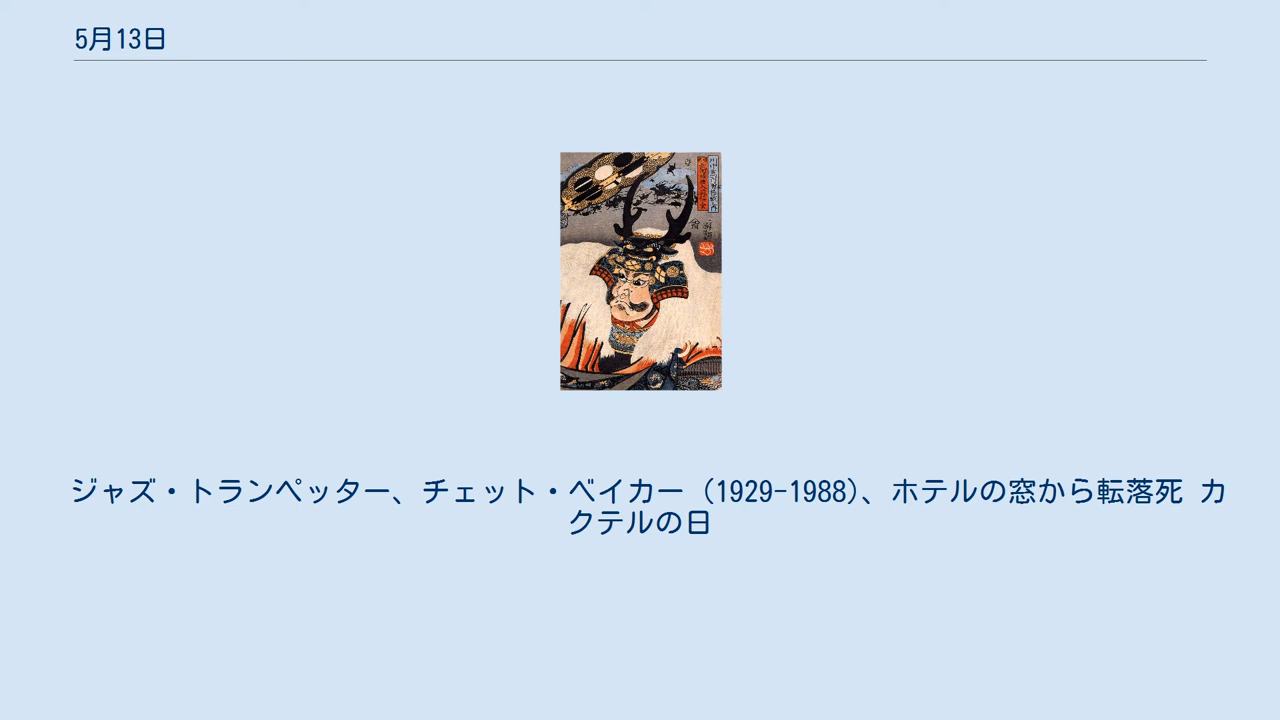 5月13日
ジャズ・トランペッター、チェット・ベイカー (1929-1988)、ホテルの窓から転落死 カ
クテルの日